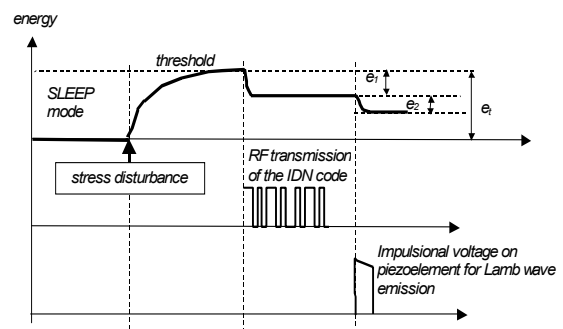 energy
threshold
SLEEP
mode
e1
e2
et
stress disturbance
RF transmission
of the IDN code
Impulsional voltage on
piezoelement for Lamb wave
emission